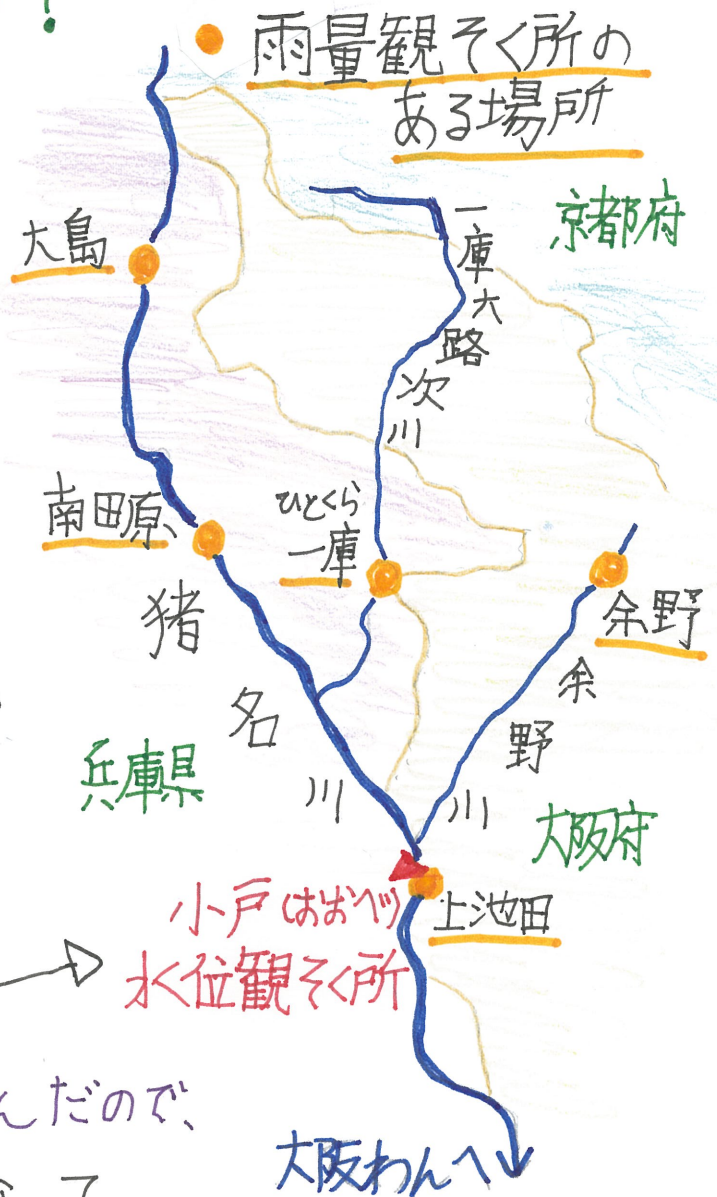 !
雨量観そく所の
ある場所
京都府
大島
一庫大路次川
南田原
ひとくら
一庫
余野
猪名川
余野川
兵庫県
大阪府
小戸(おおべ)
水位観そく所
上池田
んだので、
大阪わんへ
って